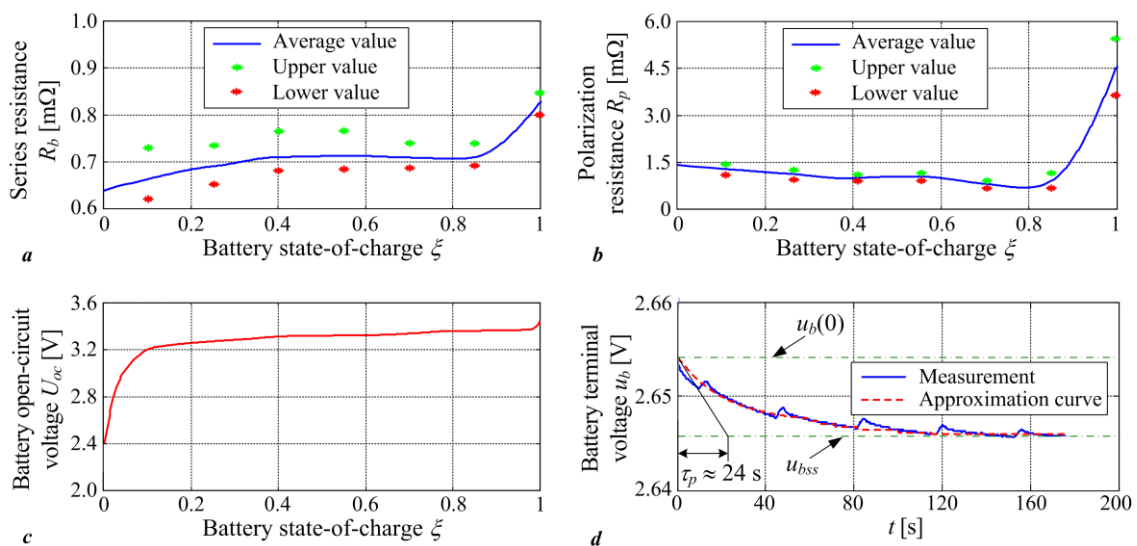 1.0
0.9
0.8
0.7
0.6
Series resistance
R_b [mΩ]
Average value
Upper value
Lower value
0 0.2 0.4 0.6 0.8 1
Battery state-of-charge ξ
a
6.0
4.5
3.0
1.5
0
Polarization
resistance R_p [mΩ]
Average value
Upper value
Lower value
0 0.2 0.4 0.6 0.8 1
Battery state-of-charge ξ
b
3.6
3.2
2.8
2.4
2.0
Battery open-circuit
voltage U_oc [V]
0 0.2 0.4 0.6 0.8 1
Battery state-of-charge ξ
c
2.66
2.65
2.64
Battery terminal
voltage u_b [V]
u_b(0)
Measurement
Approximation curve
u_bss
τ_p ≈ 24 s
0 40 80 120 160 200
t [s]
d